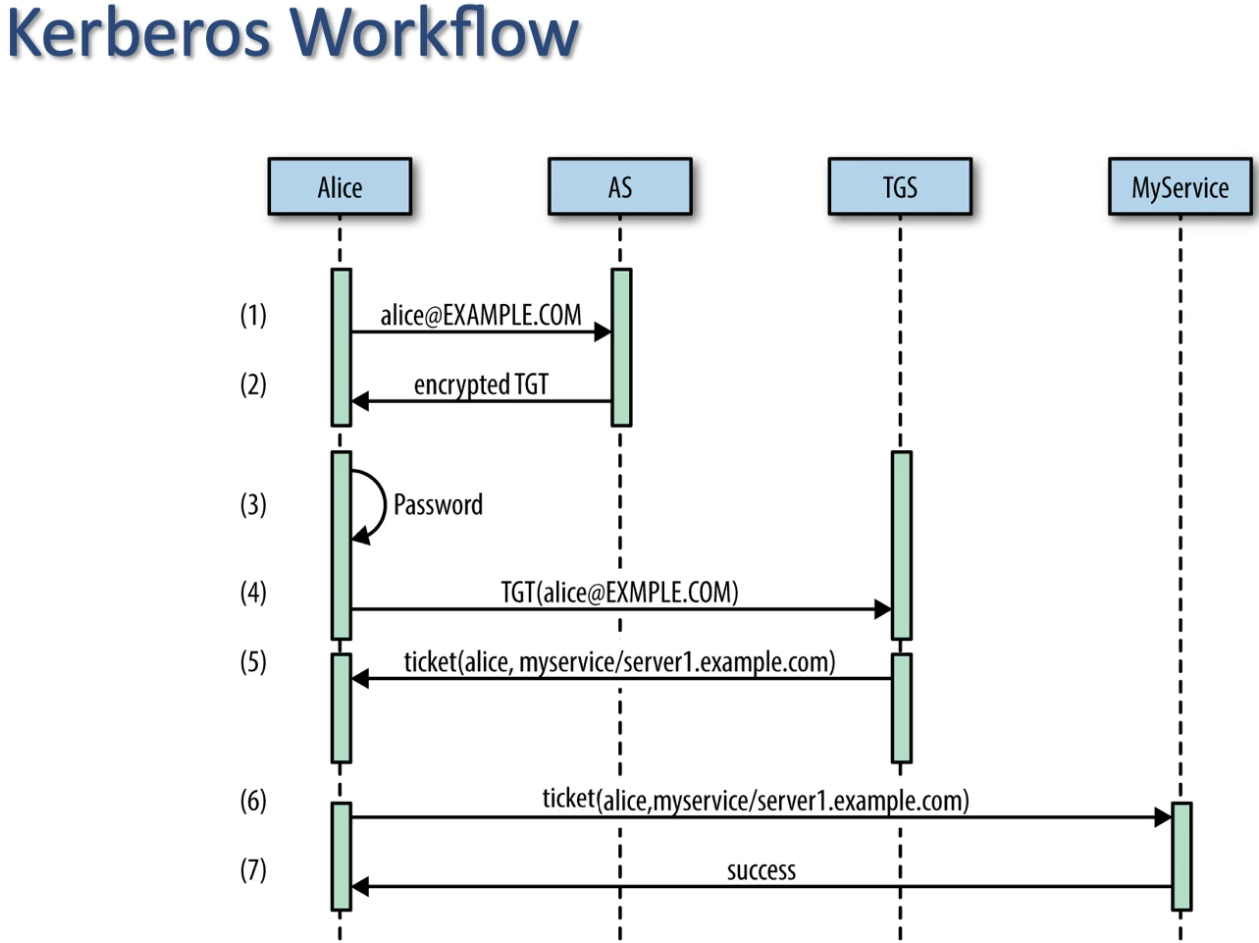 Kerberos Workflow
Alice
AS
TGS
MyService
(1)
alice@EXAMPLE.COM
(2)
encrypted TGT
(3)
Password
(4)
TGT(alice@EXMPLE.COM)
(5)
ticket(alice, myservice/server1.example.com)
(6)
ticket(alice,myservice/server1.example.com)
(7)
success